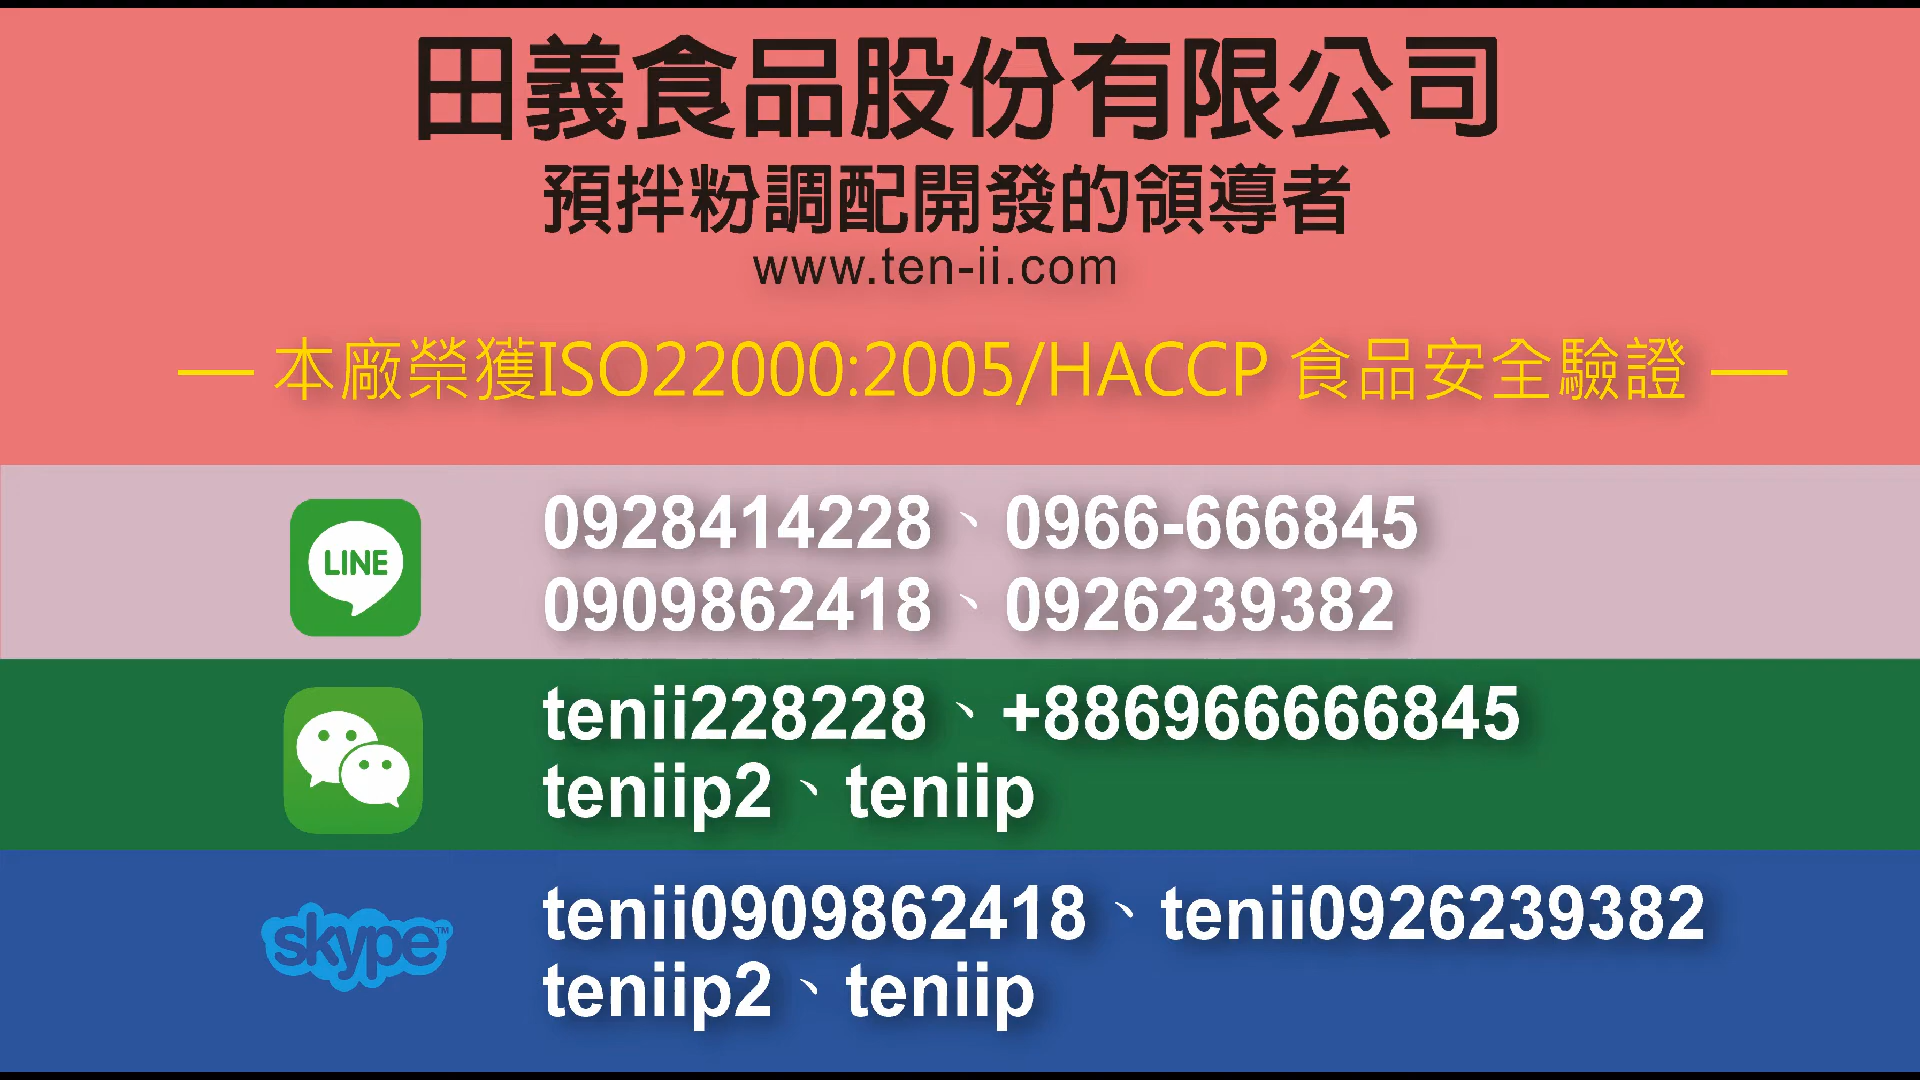 田義食品股份有限公司
預拌粉調配開發的領導者
www.ten-ii.com
— 本廠榮獲ISO22000:2005/HACCP 食品安全驗證 —
LINE
0928414228、0966-666845
0909862418、0926239382
tenii228228、+886966666845
teniip2、teniip
skype™
tenii0909862418、tenii0926239382
teniip2、teniip